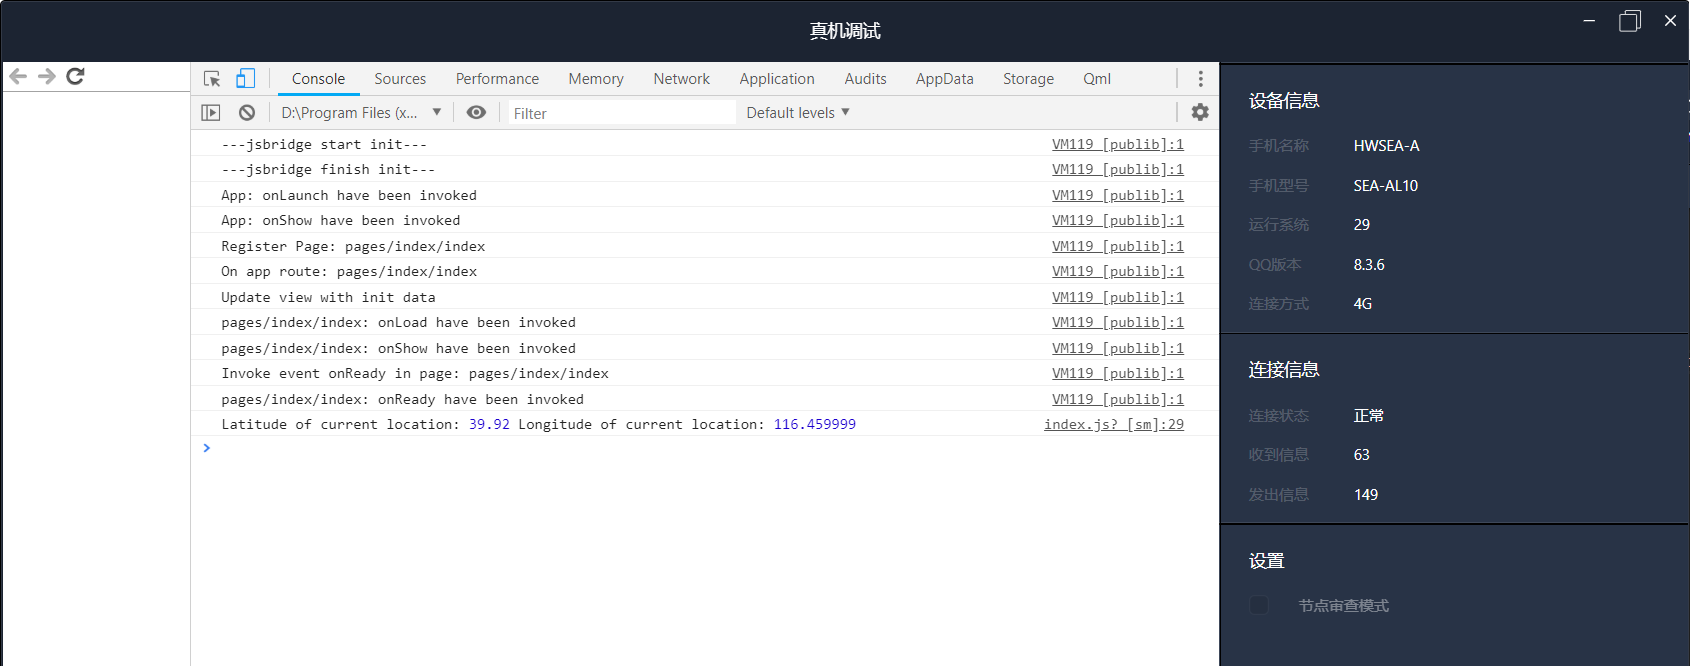 真机调试
Console Sources Performance Memory Network Application Audits AppData Storage Qml
D:\Program Files (x... Filter Default levels
---jsbridge start init--- VM119 [publib]:1
---jsbridge finish init--- VM119 [publib]:1
App: onLaunch have been invoked VM119 [publib]:1
App: onShow have been invoked VM119 [publib]:1
Register Page: pages/index/index VM119 [publib]:1
On app route: pages/index/index VM119 [publib]:1
Update view with init data VM119 [publib]:1
pages/index/index: onLoad have been invoked VM119 [publib]:1
pages/index/index: onShow have been invoked VM119 [publib]:1
Invoke event onReady in page: pages/index/index VM119 [publib]:1
pages/index/index: onReady have been invoked VM119 [publib]:1
Latitude of current location: 39.92 Longitude of current location: 116.459999 index.js? [sm]:29
设备信息
手机名称 HWSEA-A
手机型号 SEA-AL10
运行系统 29
QQ版本 8.3.6
连接方式 4G
连接信息
连接状态 正常
收到信息 63
发出信息 149
设置
节点审查模式